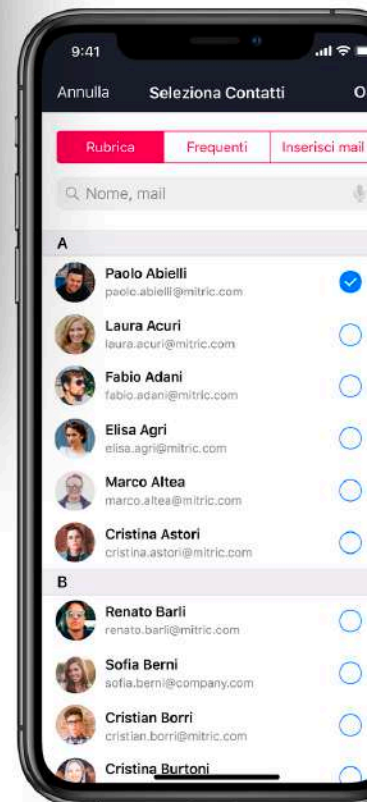 9:41
Annulla Seleziona Contatti O
Rubrica Frequenti Inserisci mail
Nome, mail
A
Paolo Abielli
paolo.abielli@mitric.com
Laura Acuri
laura.acuri@mitric.com
Fabio Adani
fabio.adani@mitric.com
Elisa Agri
elisa.agri@mitric.com
Marco Altea
marco.altea@mitric.com
Cristina Astori
cristina.astori@mitric.com
B
Renato Barli
renato.barli@mitric.com
Sofia Berni
sofia.berni@company.com
Cristian Borri
cristian.borri@mitric.com
Cristina Burtoni